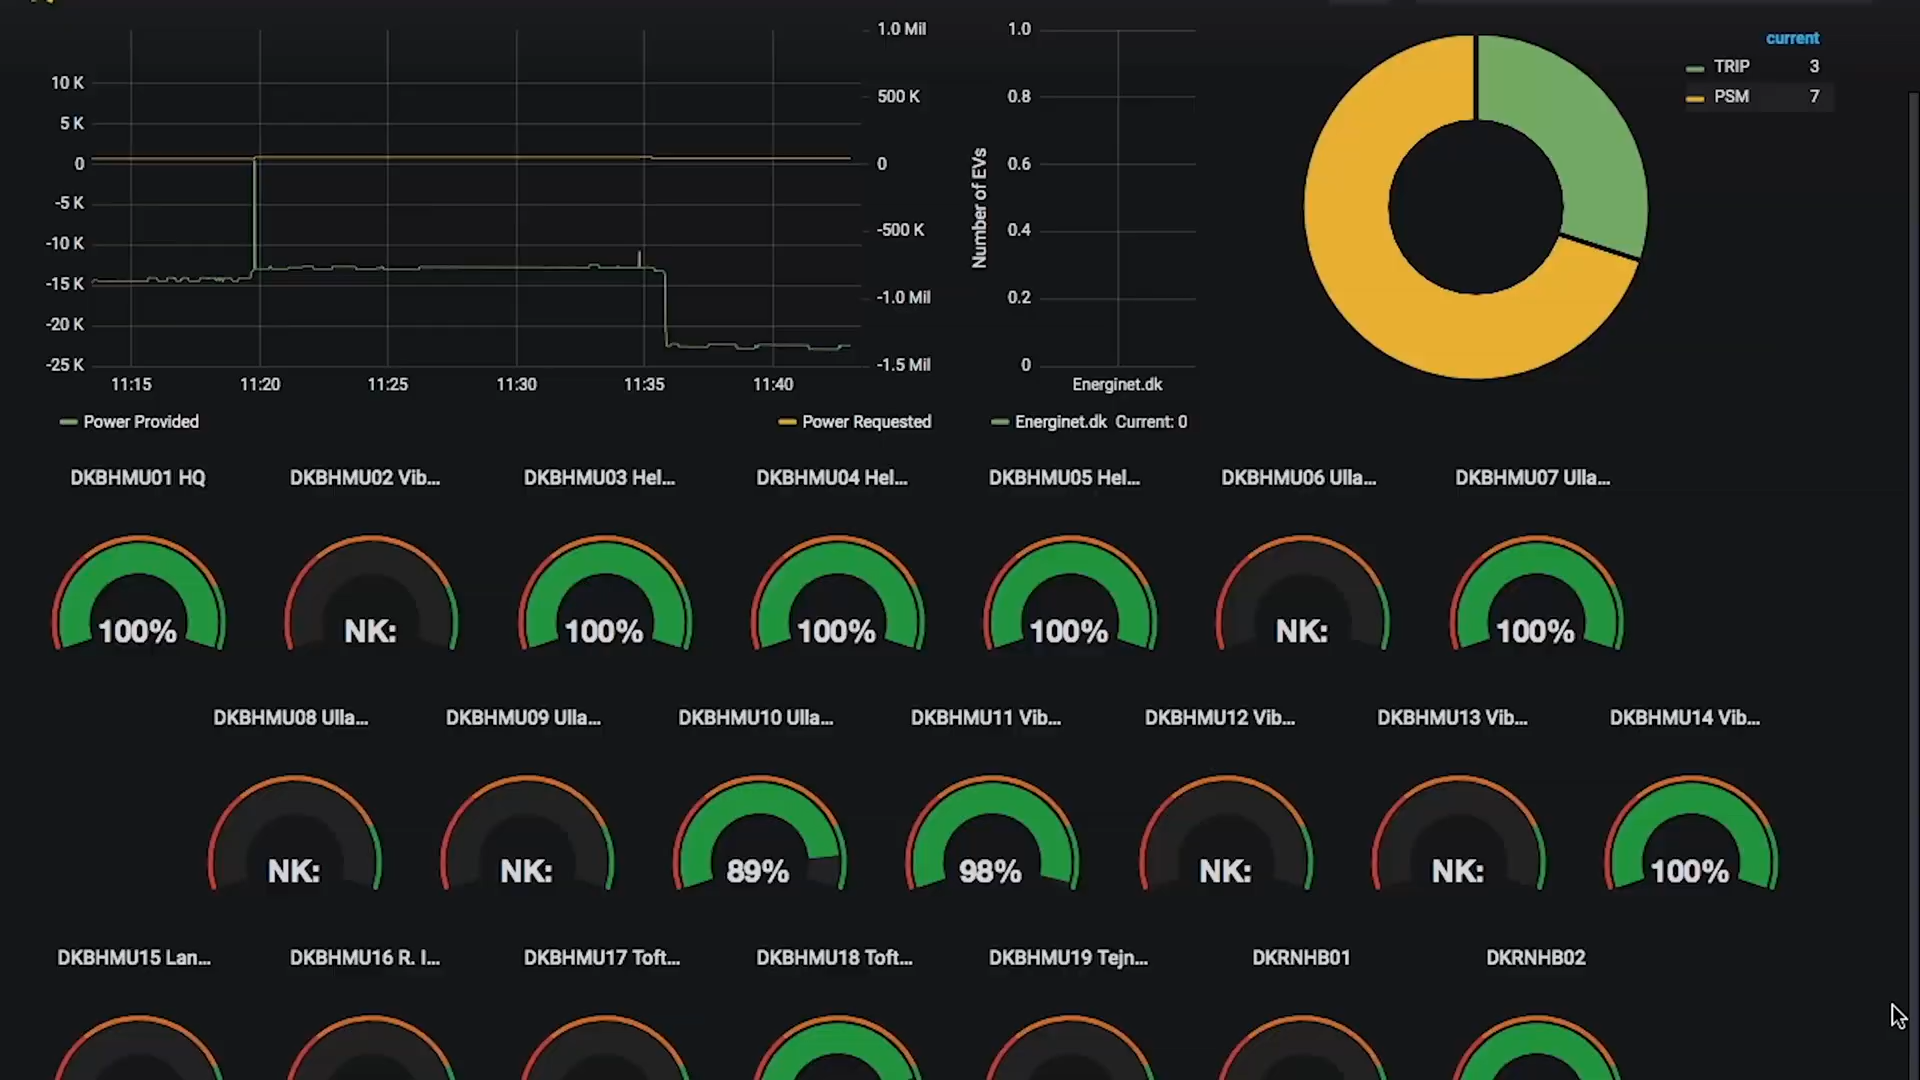 1.0 Mil
10 K
500 K
5 K
0
0
-5 K
-500 K
-10 K
-15 K
-1.0 Mil
-20 K
-25 K
-1.5 Mil
11:15 11:20 11:25 11:30 11:35 11:40
Power Provided
Power Requested
Number of EVs
1.0
0.8
0.6
0.4
0.2
0
Energinet.dk
Energinet.dk Current: 0
current
TRIP 3
PSM 7
DKBHMU01 HQ DKBHMU02 Vib... DKBHMU03 Hel... DKBHMU04 Hel... DKBHMU05 Hel... DKBHMU06 Ulla... DKBHMU07 Ulla...
100% NK: 100% 100% 100% NK: 100%
DKBHMU08 Ulla... DKBHMU09 Ulla... DKBHMU10 Ulla... DKBHMU11 Vib... DKBHMU12 Vib... DKBHMU13 Vib... DKBHMU14 Vib...
NK: NK: 89% 98% NK: NK: 100%
DKBHMU15 Lan... DKBHMU16 R. I... DKBHMU17 Toft... DKBHMU18 Toft... DKBHMU19 Tejn... DKRNHB01 DKRNHB02